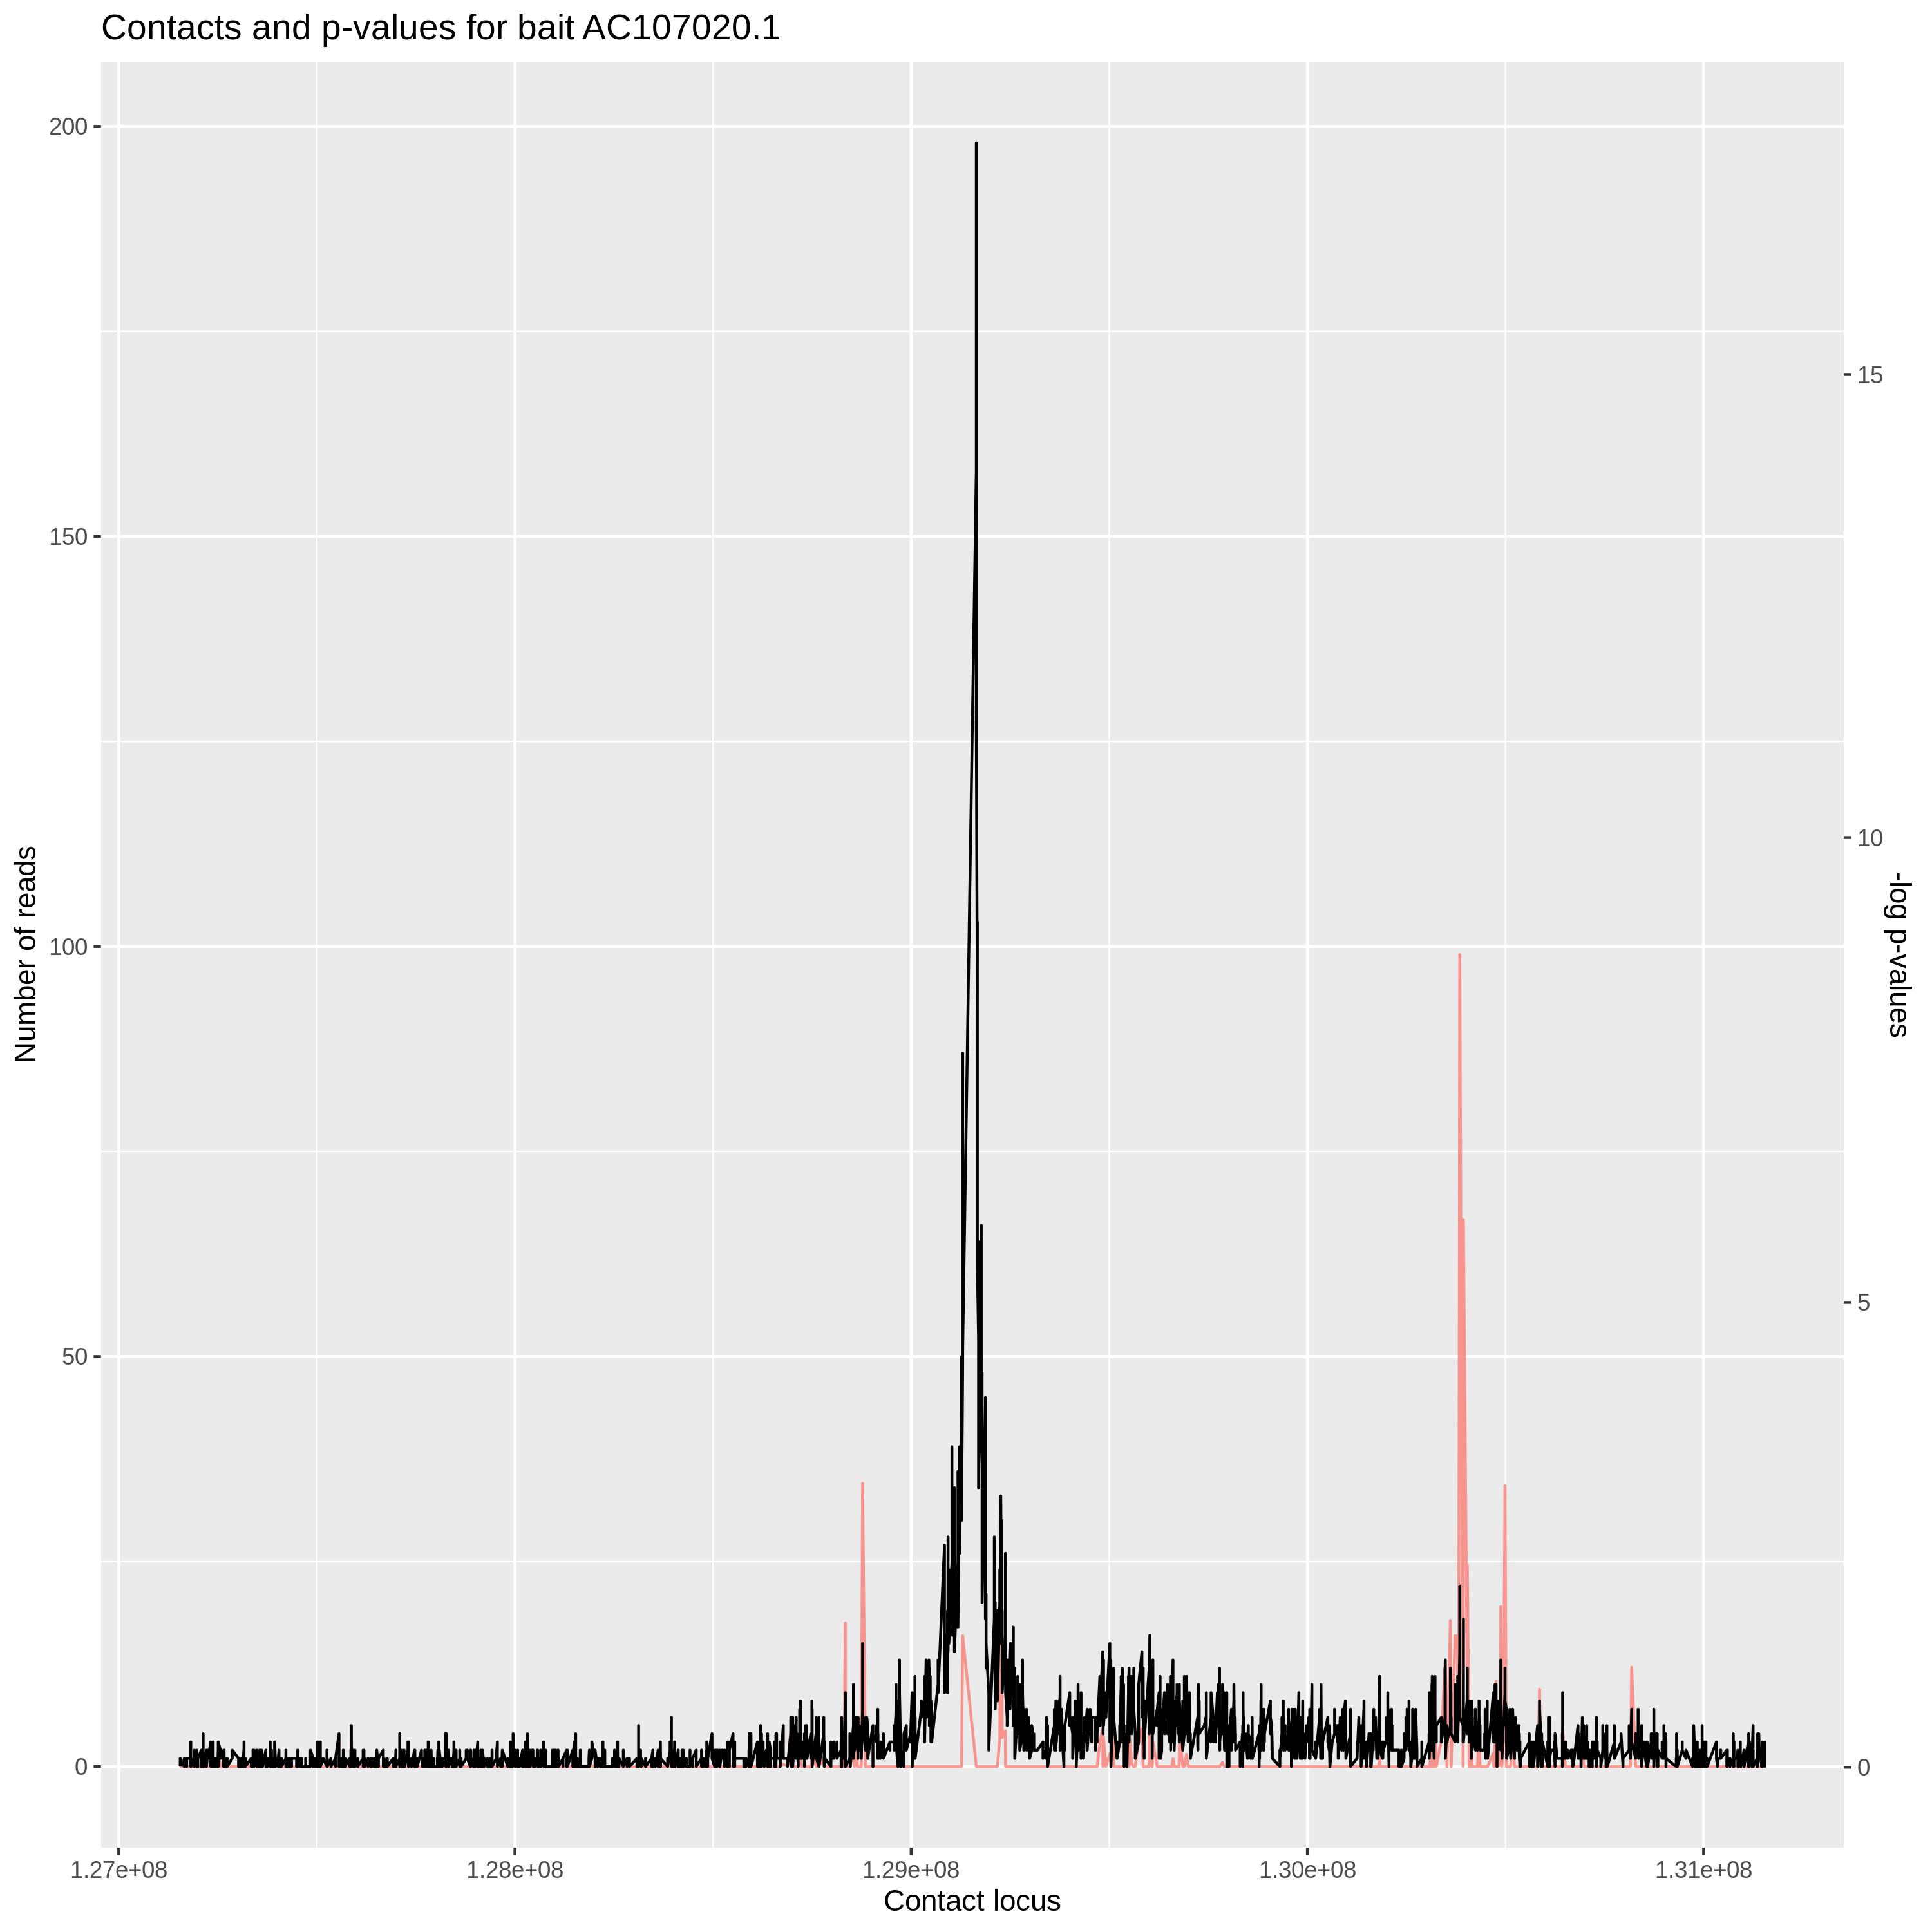 Contacts and p-values for bait AC107020.1
200
150
100
50
0
Number of reads
15
10
5
0
-log p-values
1.27e+08 1.28e+08 1.29e+08 1.30e+08 1.31e+08
Contact locus